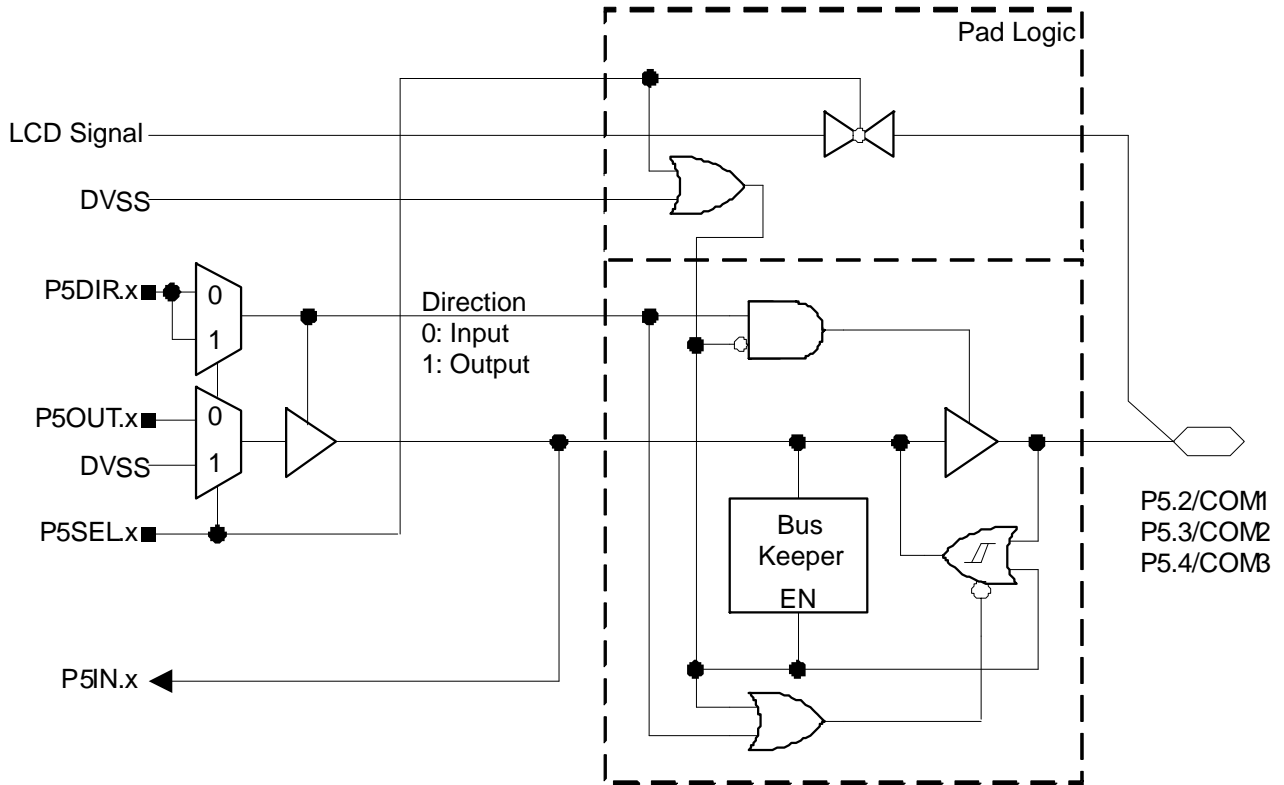 Pad Logic
LCD Signal
DVSS
P5DIR.x
0
1
Direction
0: Input
1: Output
P5OUT.x
0
DVSS
1
P5SEL.x
P5.2/COM1
P5.3/COM2
P5.4/COM3
Bus
Keeper
EN
P5IN.x